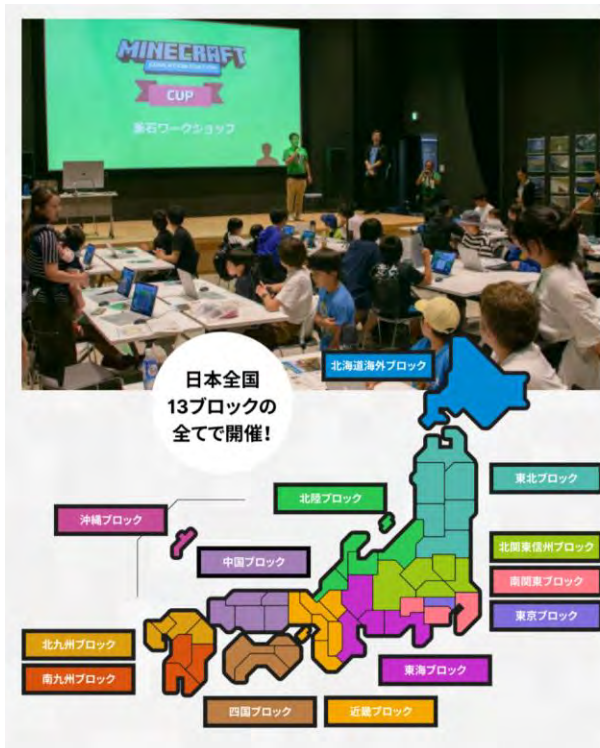 MINECRAFT
EDUCATION EDITION
CUP
釜石ワークショップ
日本全国
13ブロックの
全てで開催!
北海道海外ブロック
東北ブロック
北陸ブロック
沖縄ブロック
北関東信州ブロック
中国ブロック
南関東ブロック
東京ブロック
北九州ブロック
東海ブロック
南九州ブロック
四国ブロック
近畿ブロック